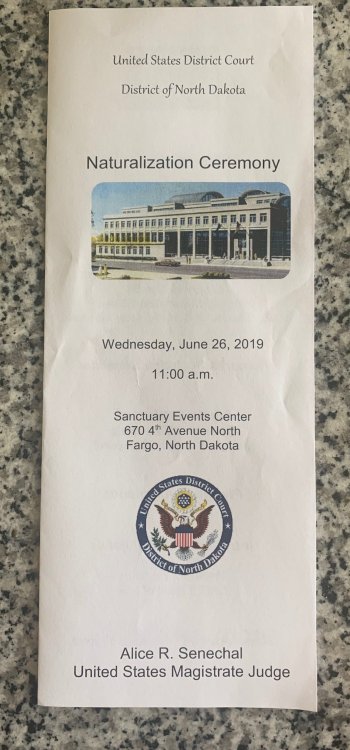 United States District Court
District of North Dakota
Naturalization Ceremony
Wednesday, June 26, 2019
11:00 a.m.
Sanctuary Events Center
670 4th Avenue North
Fargo, North Dakota
United States District Court
District of North Dakota
Alice R. Senechal
United States Magistrate Judge